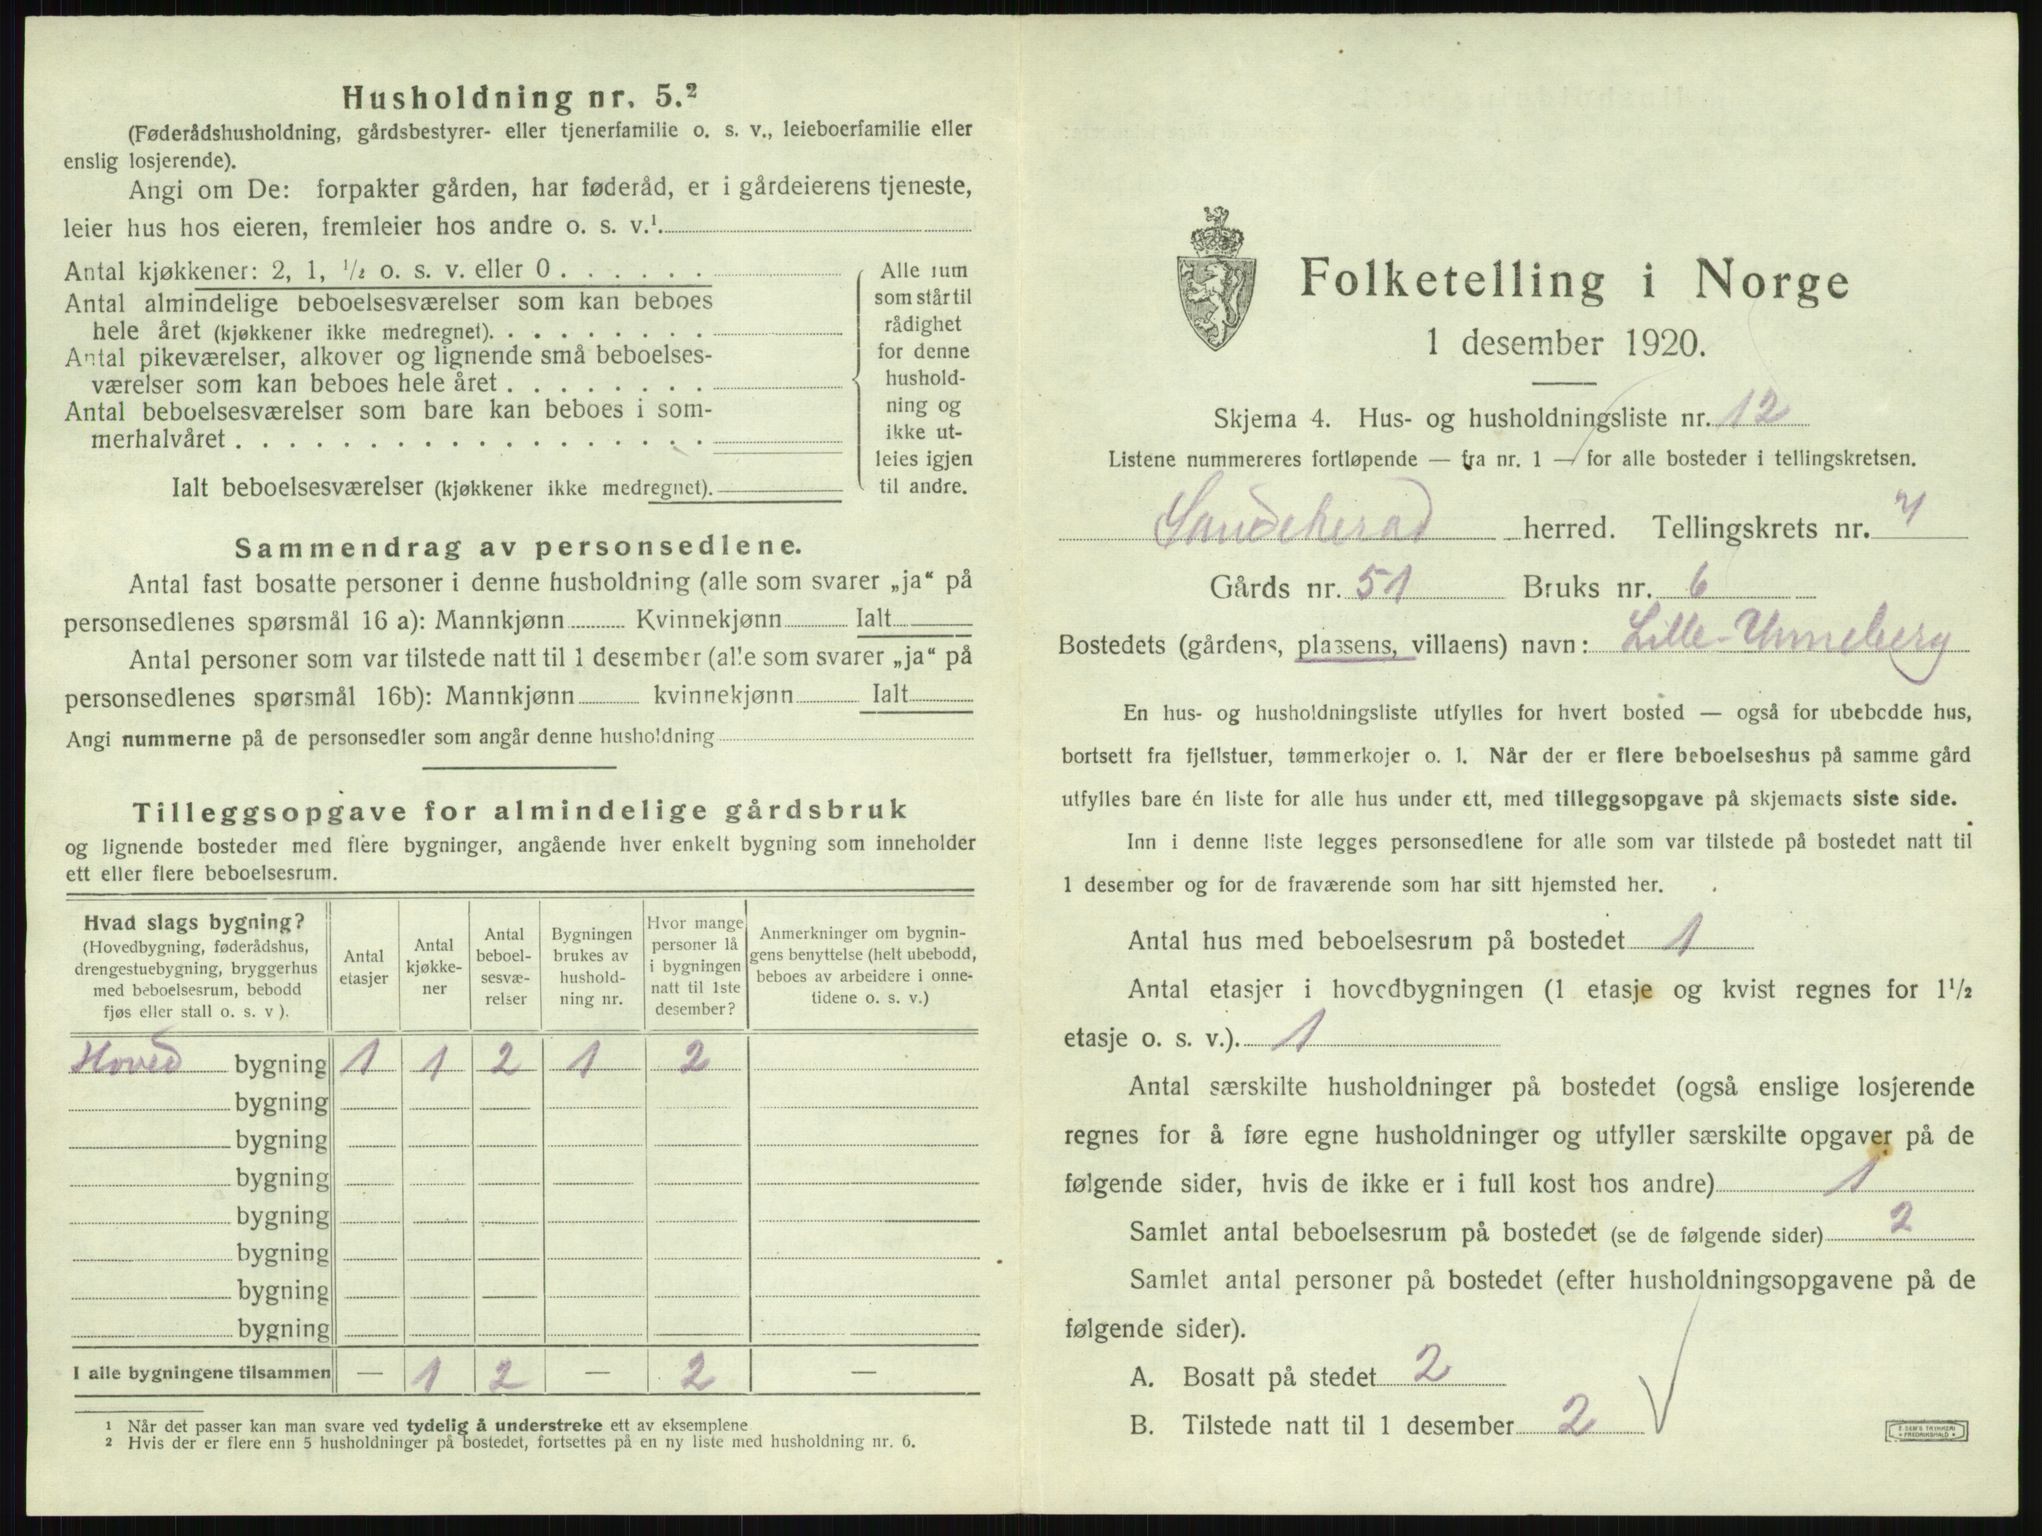 Husholdning nr. 5.²
(Føderådshusholdning, gårdsbestyrer- eller tjenerfamilie o. s. v., leieboerfamilie eller
enslig losjerende).
Angi om De: forpakter gården, har føderåd, er i gårdeierens tjeneste,
leier hus hos eieren, fremleier hos andre o. s. v.¹
Antal kjøkkener: 2, 1, ½ o. s. v. eller 0
Antal almindelige beboelsesværelser som kan beboes
hele året (kjøkkener ikke medregnet).
Antal pikeværelser, alkover og lignende små beboelses-
værelser som kan beboes hele året
Antal beboelsesværelser som bare kan beboes i som-
merhalvåret
Ialt beboelsesværelser (kjøkkener ikke medregnet).
Alle rum
som står til
rådighet
for denne
hushold-
ning og
ikke ut-
leies igjen
til andre.
Sammendrag av personsedlene.
Antal fast bosatte personer i denne husholdning (alle som svarer „ja“ på
personsedlenes spørsmål 16 a): Mannkjønn Kvinnekjønn Ialt
Antal personer som var tilstede natt til 1 desember (alle som svarer „ja“ på
personsedlenes spørsmål 16b): Mannkjønn kvinnekjønn Ialt
Angi nummerne på de personsedler som angår denne husholdning
Tilleggsopgave for almindelige gårdsbruk
og lignende bosteder med flere bygninger, angående hver enkelt bygning som inneholder
ett eller flere beboelsesrum.
Hvad slags bygning?
(Hovedbygning, føderådshus,
drengestuebygning, bryggerhus
med beboelsesrum, bebodd
fjøs eller stall o. s. v ).
Antal
etasjer
Antal
kjøkke-
ner
Antal
beboel-
sesvæ-
relser
Bygningen
brukes av
hushold-
ning nr.
Hvor mange
personer lå
i bygningen
natt til 1ste
desember?
Anmerkninger om bygnin-
gens benyttelse (helt ubebodd,
beboes av arbeidere i onne-
tidene o. s. v.)
Hoved bygning 1 1 2 1 2
bygning
bygning
bygning
bygning
bygning
bygning
bygning
I alle bygningene tilsammen — 1 2 — 2 —
¹ Når det passer kan man svare ved tydelig å understreke ett av eksemplene
² Hvis der er flere enn 5 husholdninger på bostedet, fortsettes på en ny liste med husholdning nr. 6.
Folketelling i Norge
1 desember 1920.
Skjema 4. Hus- og husholdningsliste nr. 12
Listene nummereres fortløpende — fra nr. 1 — for alle bosteder i tellingskretsen.
Sandeherad herred. Tellingskrets nr. 7
Gårds nr. 51 Bruks nr. 6
Bostedets (gårdens, plassens, villaens) navn: Lille-Unneberg
En hus- og husholdningsliste utfylles for hvert bosted — også for ubebodde hus,
bortsett fra fjellstuer, tømmerkojer o. l. Når der er flere beboelseshus på samme gård
utfylles bare én liste for alle hus under ett, med tilleggsopgave på skjemaets siste side.
Inn i denne liste legges personsedlene for alle som var tilstede på bostedet natt til
1 desember og for de fraværende som har sitt hjemsted her.
Antal hus med beboelsesrum på bostedet 1
Antal etasjer i hovedbygningen (1 etasje og kvist regnes for 1½
etasje o. s. v.). 1
Antal særskilte husholdninger på bostedet (også enslige losjerende
regnes for å føre egne husholdninger og utfyller særskilte opgaver på de
følgende sider, hvis de ikke er i full kost hos andre) 1
Samlet antal beboelsesrum på bostedet (se de følgende sider) 2
Samlet antal personer på bostedet (efter husholdningsopgavene på de
følgende sider).
A. Bosatt på stedet 2
B. Tilstede natt til 1 desember 2